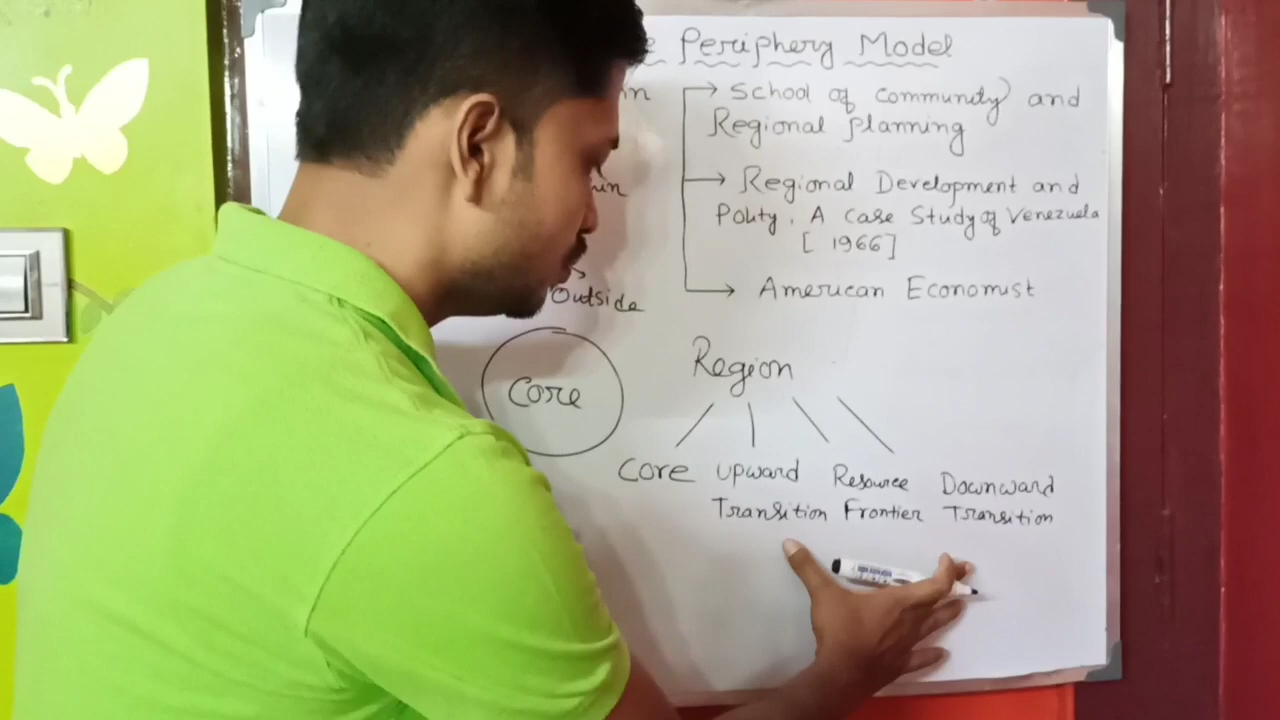 Periphery Model
School of Community and
Regional planning
Regional Development and
Polity, A Case Study of Venezuela
[ 1966]
American Economist
Outside
Core
Region
Core Upward Resource Downward
Transition Frontier Transition